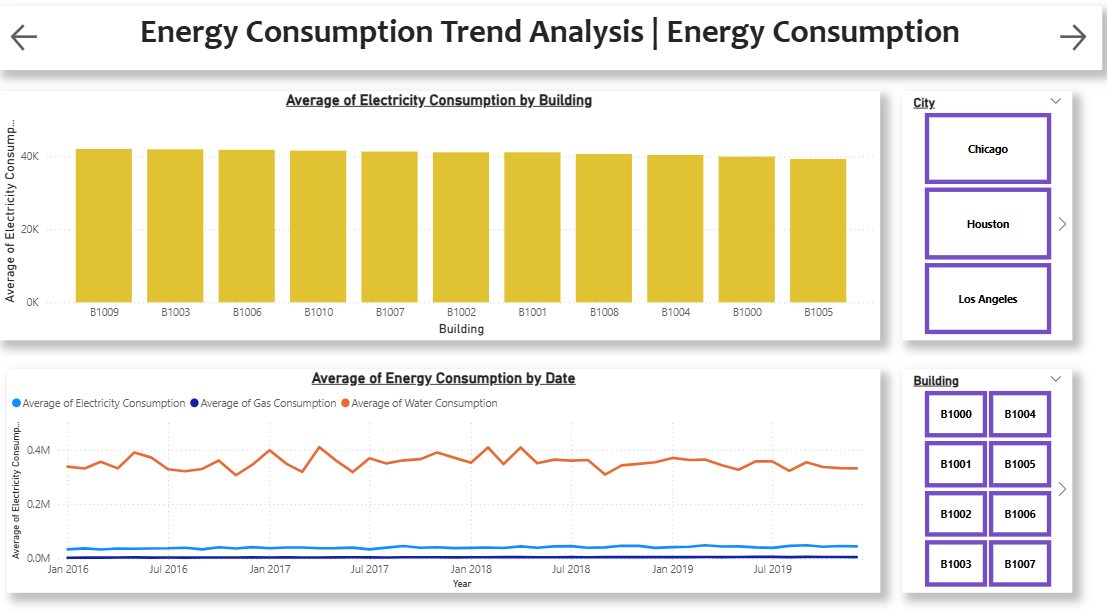 Energy Consumption Trend Analysis | Energy Consumption
Average of Electricity Consumption by Building
Average of Electricity Consump...
40K
20K
0K
B1009 B1003 B1006 B1010 B1007 B1002 B1001 B1008 B1004 B1000 B1005
Building
City
Chicago
Houston
Los Angeles
Average of Energy Consumption by Date
Average of Electricity Consumption Average of Gas Consumption Average of Water Consumption
Average of Electricity Consump...
0.4M
0.2M
0.0M
Jan 2016 Jul 2016 Jan 2017 Jul 2017 Jan 2018 Jul 2018 Jan 2019 Jul 2019
Year
Building
B1000 B1004
B1001 B1005
B1002 B1006
B1003 B1007